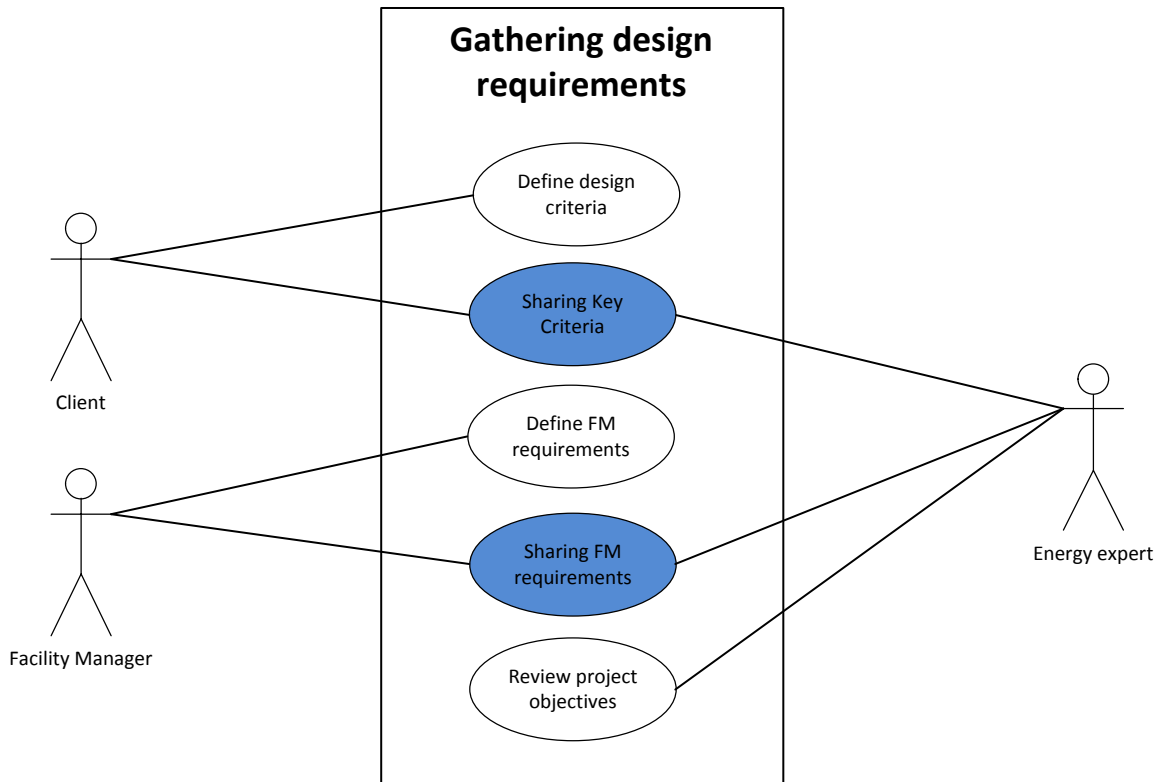 Gathering design
requirements
Define design
criteria
Sharing Key
Criteria
Client
Define FM
requirements
Sharing FM
requirements
Energy expert
Facility Manager
Review project
objectives